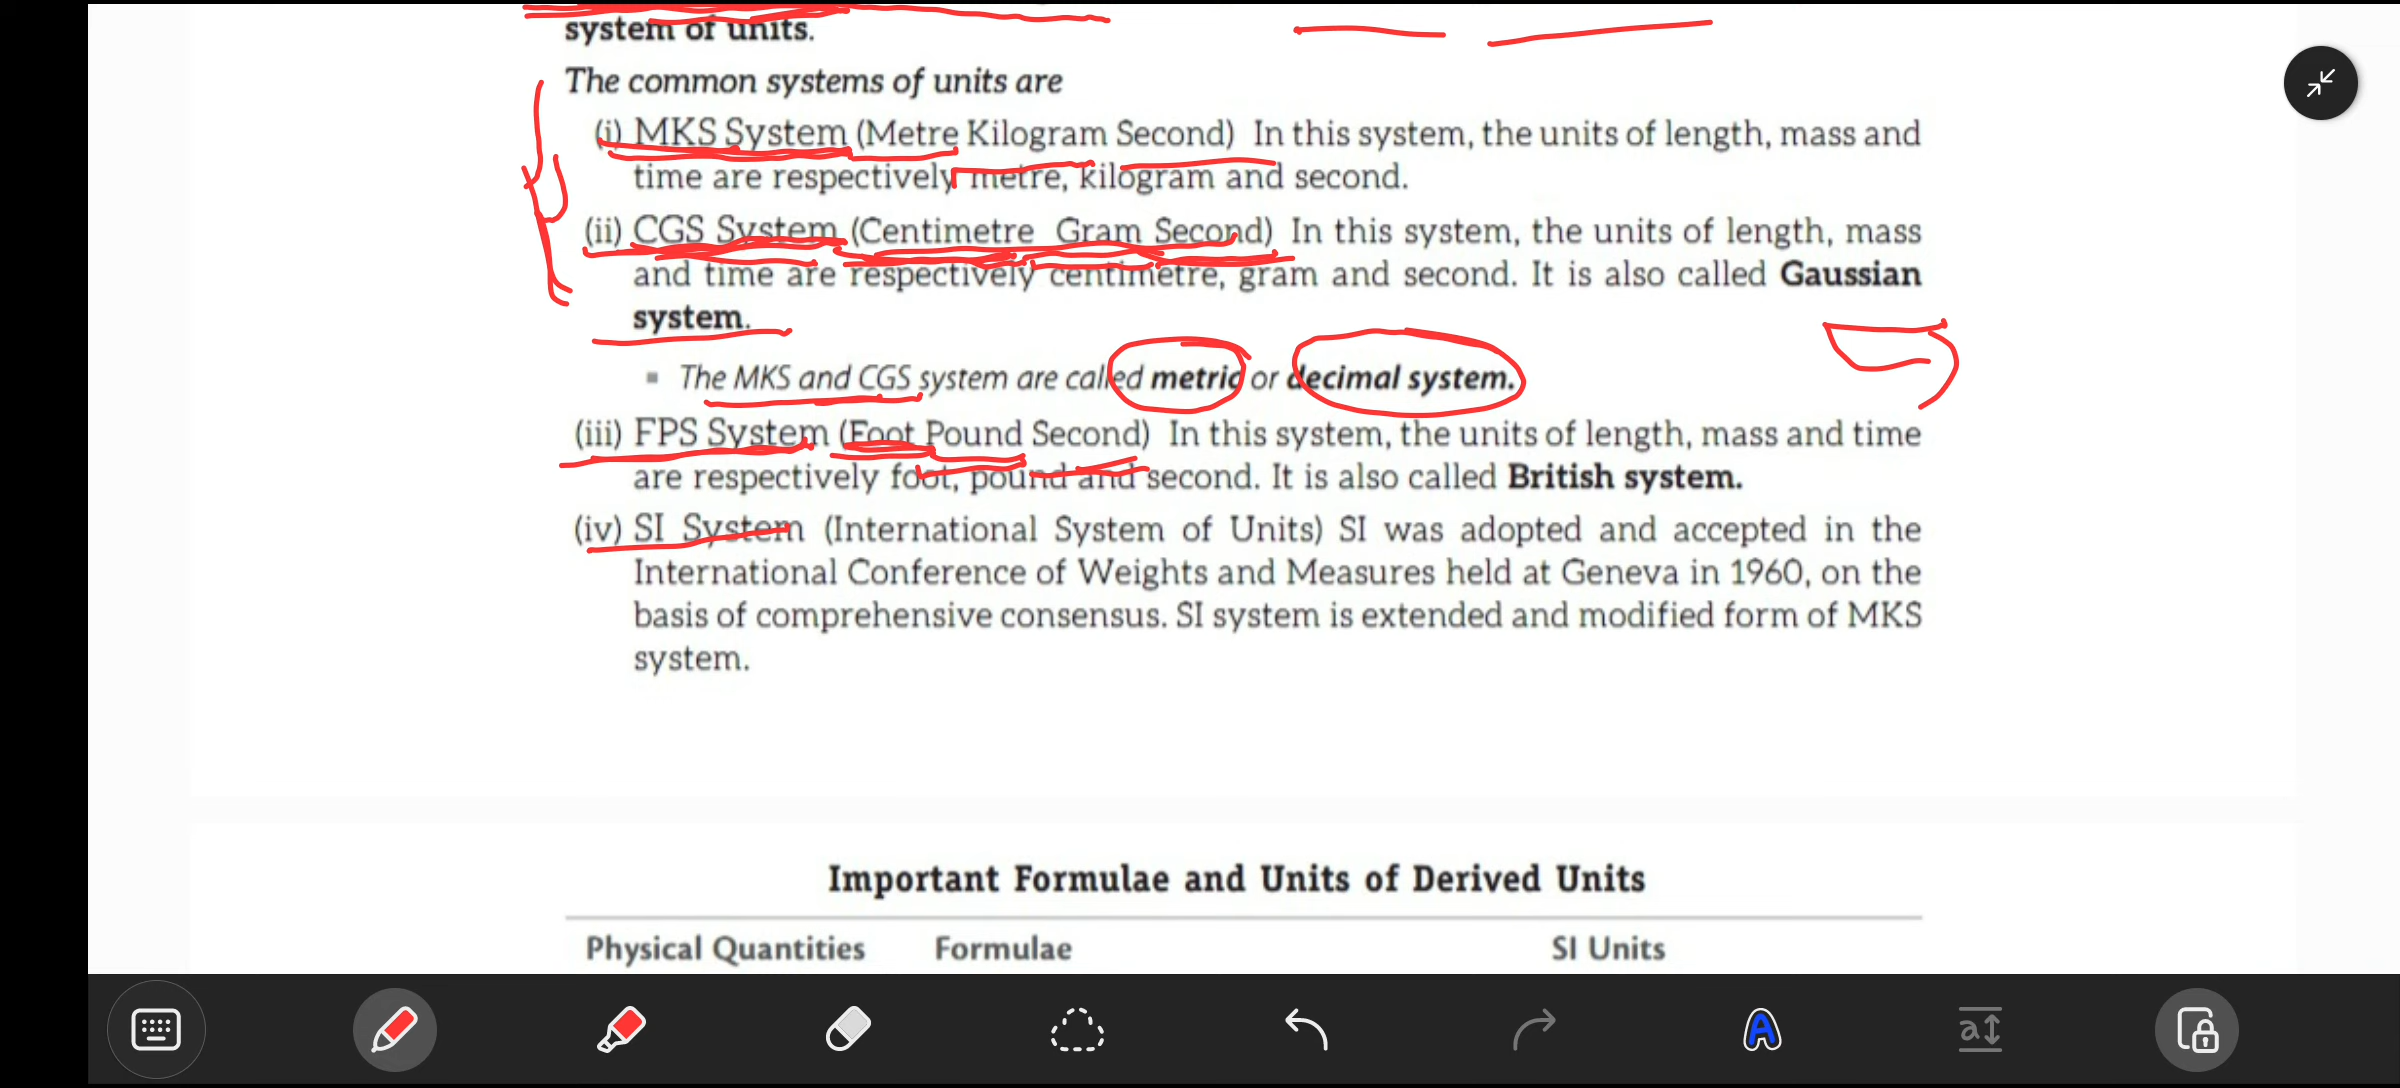 system of units.
The common systems of units are
(i) MKS System (Metre Kilogram Second) In this system, the units of length, mass and
time are respectively metre, kilogram and second.
(ii) CGS System (Centimetre Gram Second) In this system, the units of length, mass
and time are respectively centimetre, gram and second. It is also called Gaussian
system.
▪ The MKS and CGS system are called metric or decimal system.
(iii) FPS System (Foot Pound Second) In this system, the units of length, mass and time
are respectively foot, pound and second. It is also called British system.
(iv) SI System (International System of Units) SI was adopted and accepted in the
International Conference of Weights and Measures held at Geneva in 1960, on the
basis of comprehensive consensus. SI system is extended and modified form of MKS
system.
Important Formulae and Units of Derived Units
Physical Quantities Formulae SI Units
A a